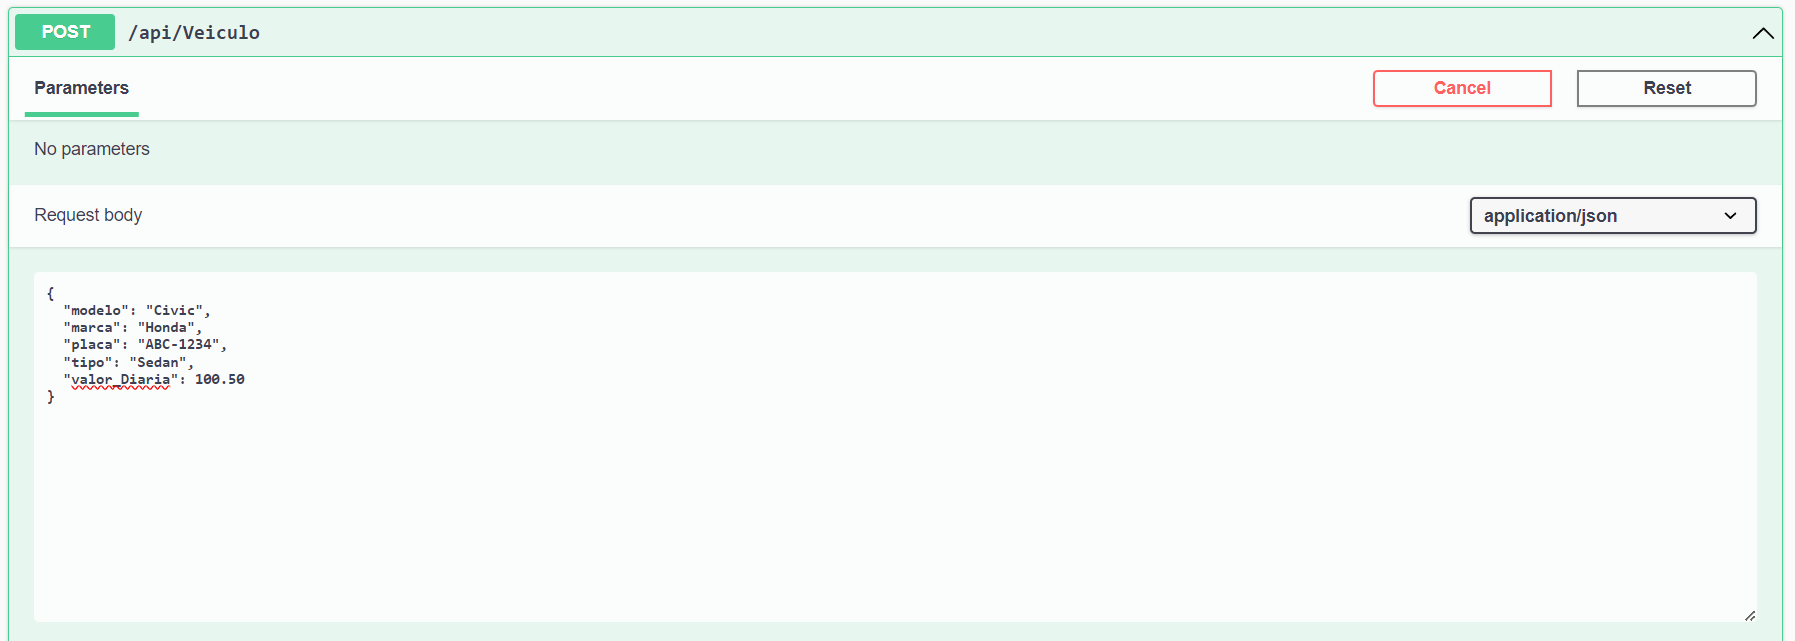 POST /api/Veiculo
Parameters
Cancel
Reset
No parameters
Request body
application/json
{
  "modelo": "Civic",
  "marca": "Honda",
  "placa": "ABC-1234",
  "tipo": "Sedan",
  "valor_Diaria": 100.50
}